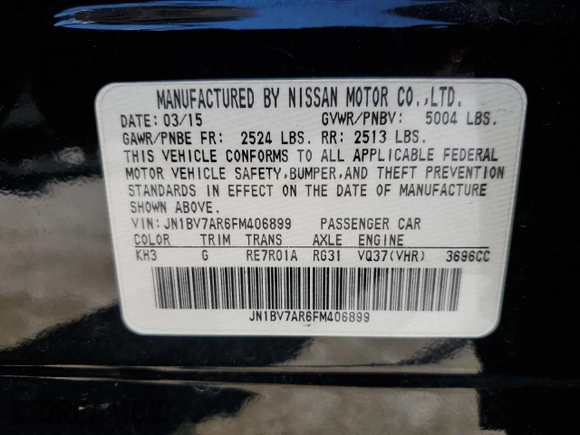 MANUFACTURED BY NISSAN MOTOR CO.,LTD.
DATE: 03/15 GVWR/PNBV: 5004 LBS.
GAWR/PNBE FR: 2524 LBS. RR: 2513 LBS.
THIS VEHICLE CONFORMS TO ALL APPLICABLE FEDERAL
MOTOR VEHICLE SAFETY,BUMPER,AND THEFT PREVENTION
STANDARDS IN EFFECT ON THE DATE OF MANUFACTURE
SHOWN ABOVE.
VIN: JN1BV7AR6FM406899 PASSENGER CAR
COLOR TRIM TRANS AXLE ENGINE
KH3 G RE7R01A RG31 VQ37(VHR) 3696CC
JN1BV7AR6FM406899